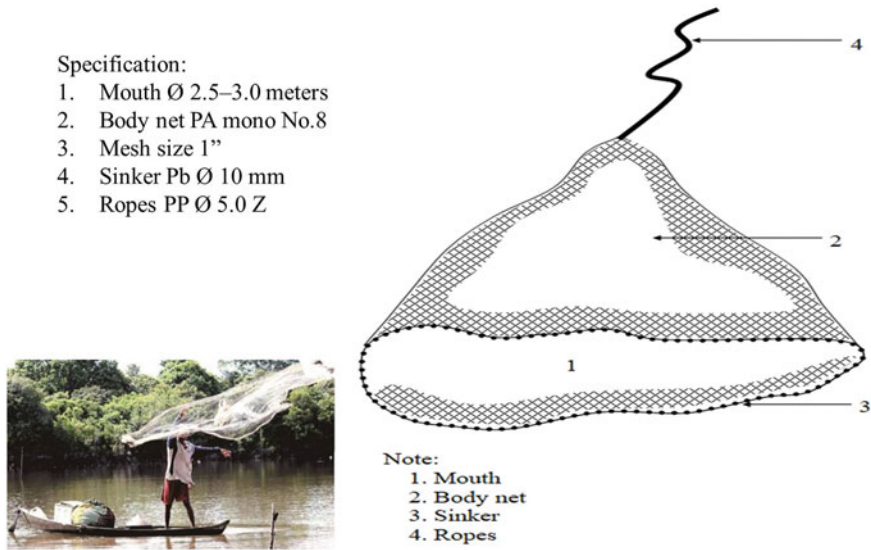 Specification:
1. Mouth Ø 2.5–3.0 meters
2. Body net PA mono No.8
3. Mesh size 1”
4. Sinker Pb Ø 10 mm
5. Ropes PP Ø 5.0 Z
4
2
1
3
Note:
1. Mouth
2. Body net
3. Sinker
4. Ropes